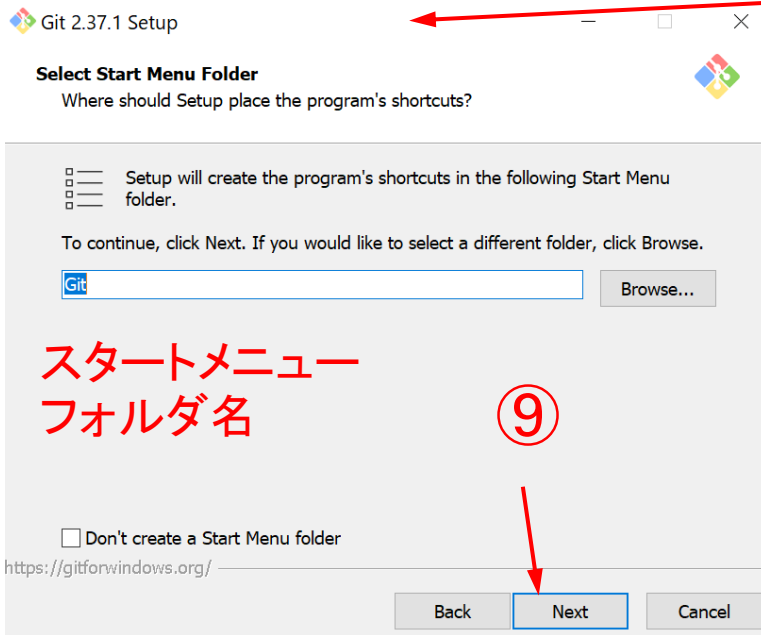 Git 2.37.1 Setup
Select Start Menu Folder
Where should Setup place the program's shortcuts?
Setup will create the program's shortcuts in the following Start Menu
folder.
To continue, click Next. If you would like to select a different folder, click Browse.
Git
Browse...
スタートメニュー
フォルダ名
⑨
Don't create a Start Menu folder
https://gitforwindows.org/
Back
Next
Cancel